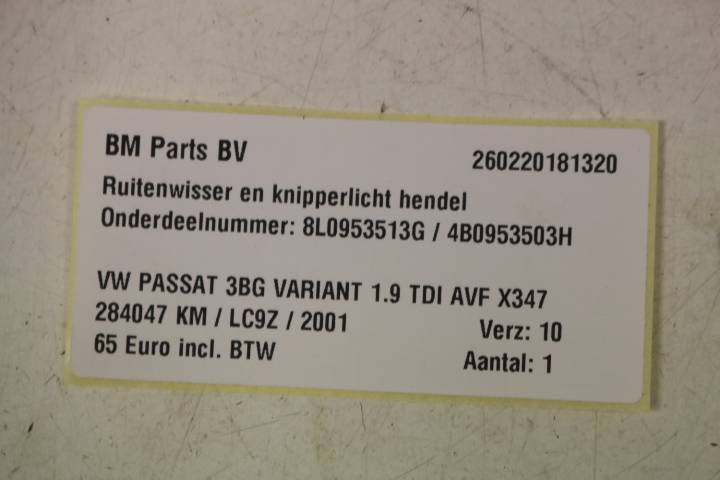 BM Parts BV 260220181320
Ruitenwisser en knipperlicht hendel
Onderdeelnummer: 8L0953513G / 4B0953503H
VW PASSAT 3BG VARIANT 1.9 TDI AVF X347
284047 KM / LC9Z / 2001 Verz: 10
65 Euro incl. BTW Aantal: 1